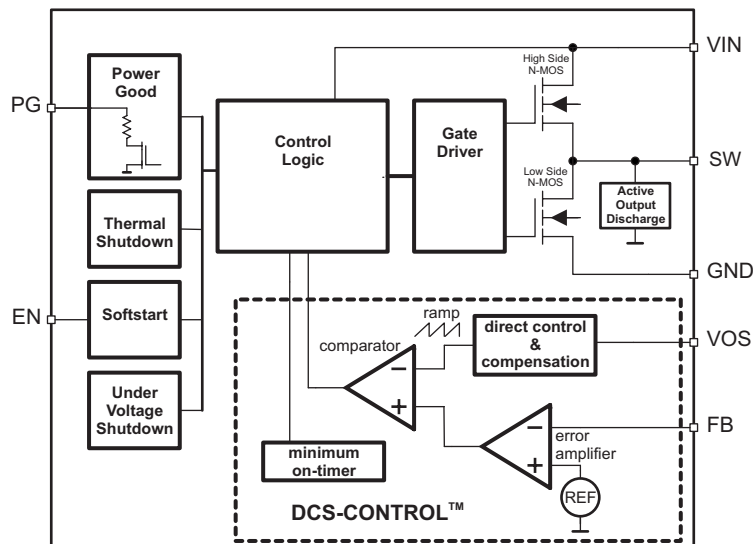 VIN
Power
Good
High Side
N-MOS
PG
Control
Logic
Gate
Driver
SW
Low Side
N-MOS
Active
Output
Discharge
Thermal
Shutdown
GND
EN
Softstart
ramp
direct control
&
compensation
VOS
comparator
−
+
Under
Voltage
Shutdown
FB
−
+
error
amplifier
minimum
on-timer
REF
DCS-CONTROL™